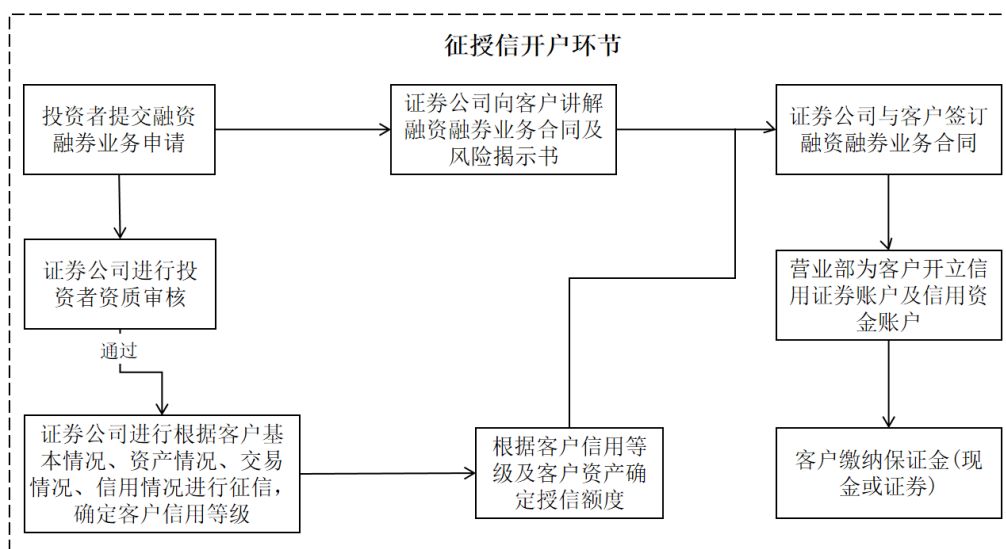 征授信开户环节
投资者提交融资
融券业务申请
证券公司向客户讲解
融资融券业务合同及
风险揭示书
证券公司与客户签订
融资融券业务合同
证券公司进行投
资者资质审核
营业部为客户开立信
用证券账户及信用资
金账户
通过
证券公司进行根据客户基
本情况、资产情况、交易
情况、信用情况进行征信，
确定客户信用等级
根据客户信用等
级及客户资产确
定授信额度
客户缴纳保证金(现
金或证券)